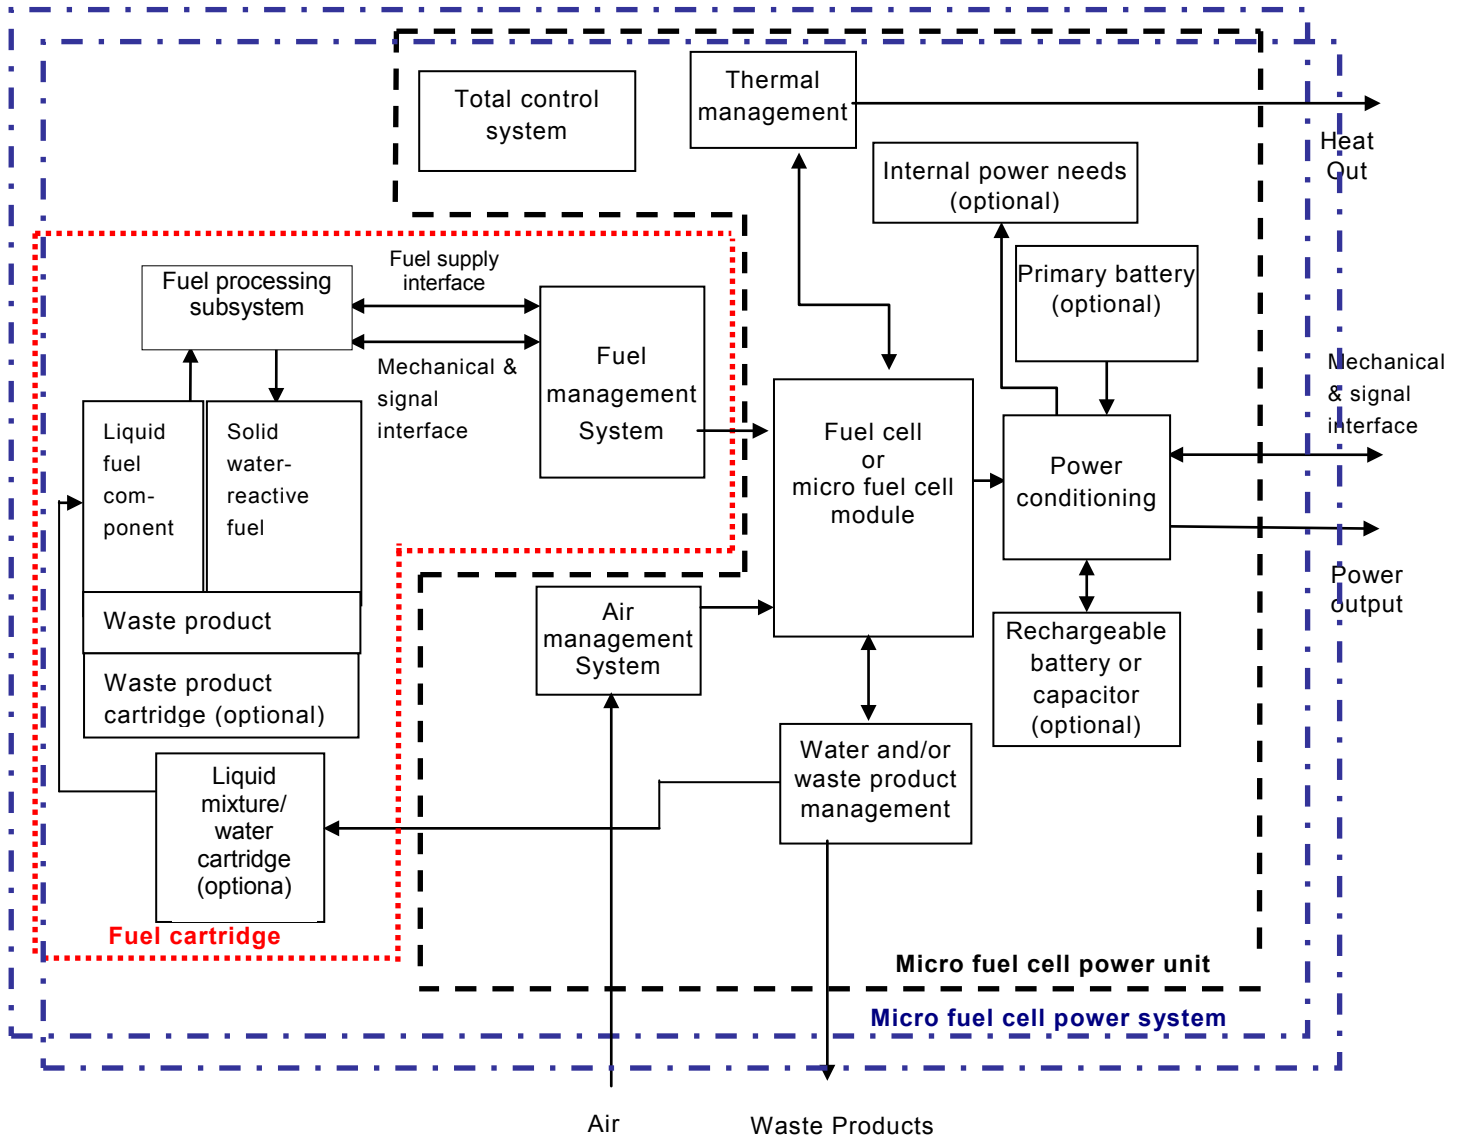 Total control
system
Thermal
management
Heat
Out
Internal power needs
(optional)
Primary battery
(optional)
Fuel supply
interface
Fuel processing
subsystem
Mechanical &
signal
interface
Fuel
management
System
Liquid
fuel
com-
ponent
Solid
water-
reactive
fuel
Fuel cell
or
micro fuel cell
module
Power
conditioning
Mechanical
& signal
interface
Power
output
Waste product
Waste product
cartridge (optional)
Air
management
System
Rechargeable
battery or
capacitor
(optional)
Liquid
mixture/
water
cartridge
(optiona)
Water and/or
waste product
management
Fuel cartridge
Micro fuel cell power unit
Micro fuel cell power system
Air
Waste Products